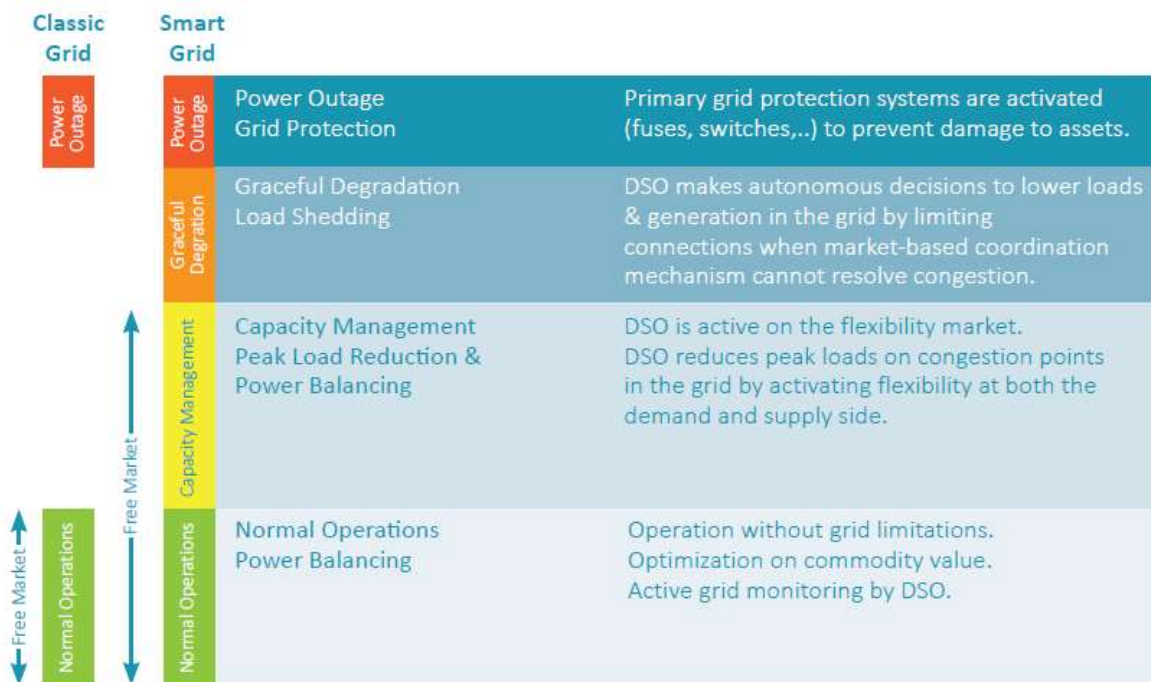 Classic
Grid
Smart
Grid
Power
Outage
Power
Outage
Power Outage
Grid Protection
Primary grid protection systems are activated
(fuses, switches,..) to prevent damage to assets.
Graceful
Degration
Graceful Degradation
Load Shedding
DSO makes autonomous decisions to lower loads
& generation in the grid by limiting
connections when market-based coordination
mechanism cannot resolve congestion.
Free Market
Capacity Management
Capacity Management
Peak Load Reduction &
Power Balancing
DSO is active on the flexibility market.
DSO reduces peak loads on congestion points
in the grid by activating flexibility at both the
demand and supply side.
Free Market
Normal Operations
Normal Operations
Normal Operations
Power Balancing
Operation without grid limitations.
Optimization on commodity value.
Active grid monitoring by DSO.